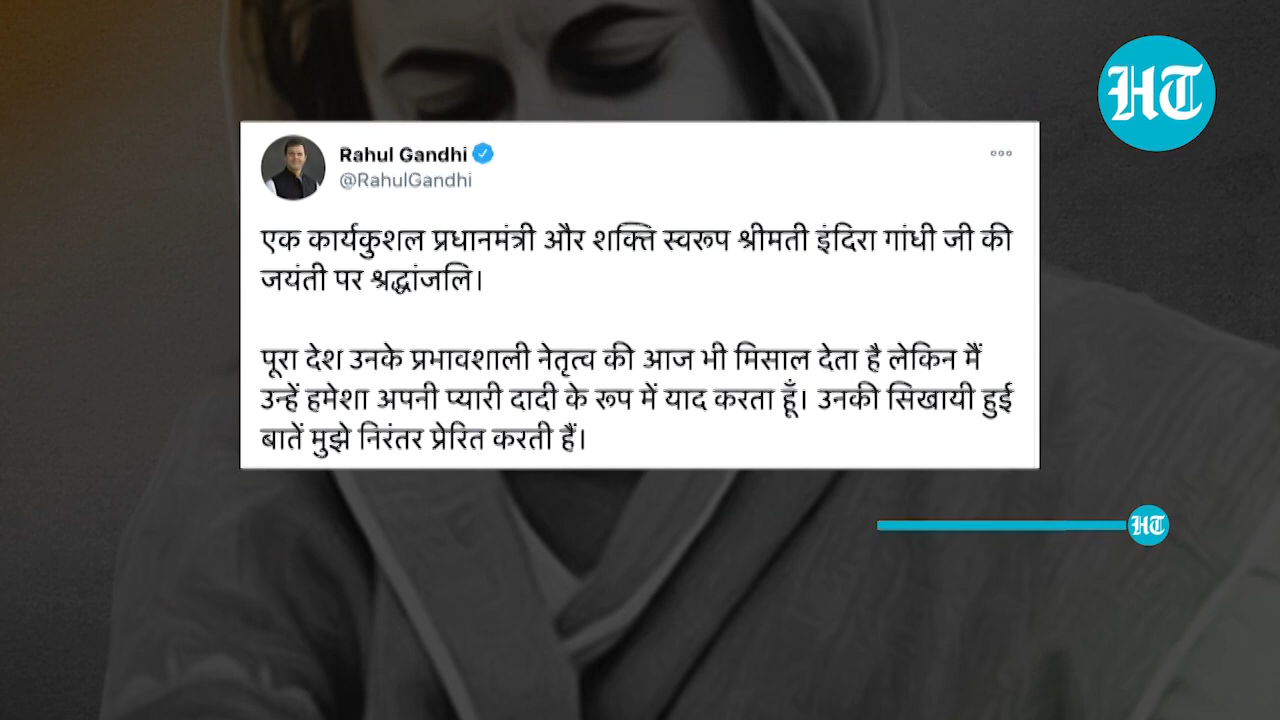 HT
Rahul Gandhi
@RahulGandhi
एक कार्यकुशल प्रधानमंत्री और शक्ति स्वरूप श्रीमती इंदिरा गांधी जी की
जयंती पर श्रद्धांजलि।
पूरा देश उनके प्रभावशाली नेतृत्व की आज भी मिसाल देता है लेकिन मैं
उन्हें हमेशा अपनी प्यारी दादी के रूप में याद करता हूँ। उनकी सिखायी हुई
बातें मुझे निरंतर प्रेरित करती हैं।
HT